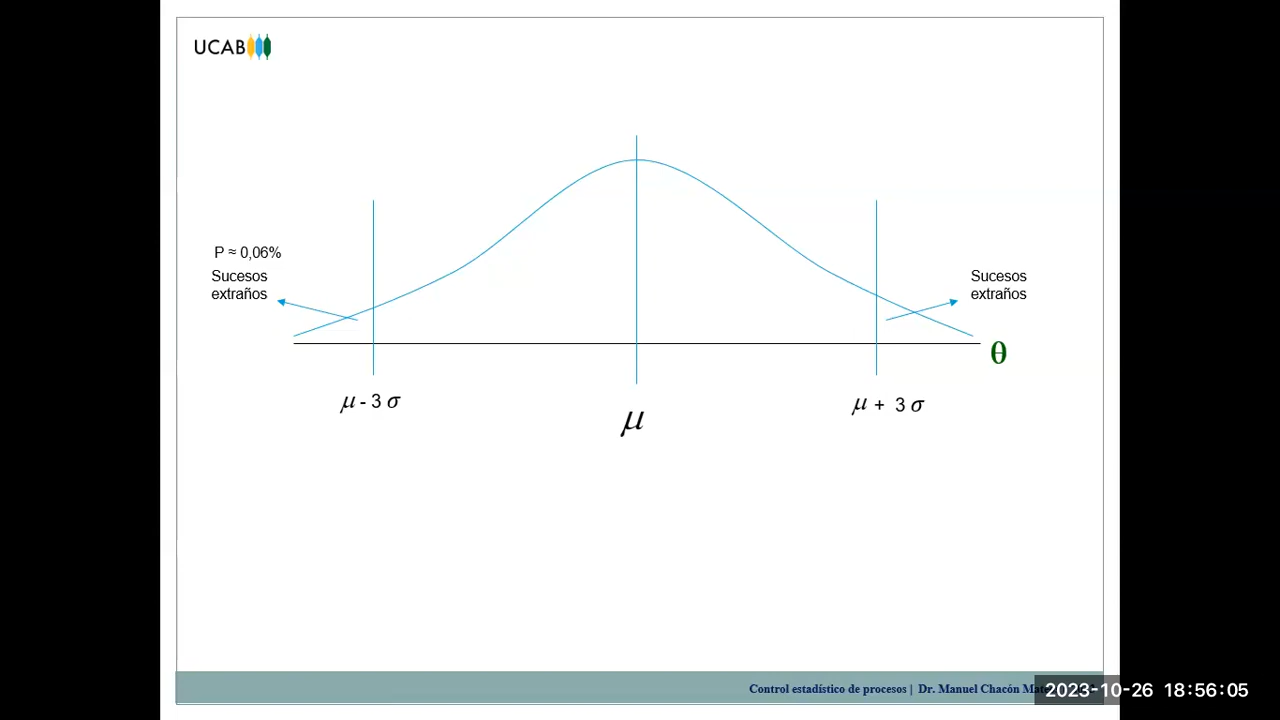 UCAB
P ≈ 0,06%
Sucesos
extraños
Sucesos
extraños
θ
μ - 3 σ
μ
μ + 3 σ
Control estadístico de procesos | Dr. Manuel Chacón
2023-10-26 18:56:05